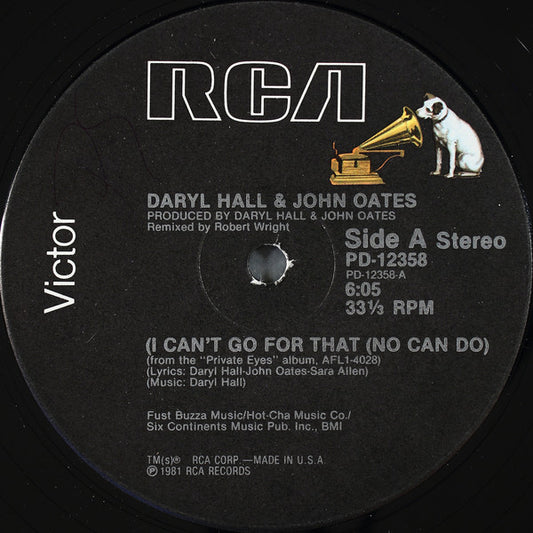 RCA
Victor
DARYL HALL & JOHN OATES
PRODUCED BY DARYL HALL & JOHN OATES
Remixed by Robert Wright
Side A Stereo
PD-12358
PD-12358-A
6:05
33⅓ RPM
(I CAN'T GO FOR THAT (NO CAN DO)
(from the "Private Eyes" album, AFL1-4028)
(Lyrics: Daryl Hall-John Oates-Sara Allen)
(Music: Daryl Hall)
Fust Buzza Music/Hot-Cha Music Co./
Six Continents Music Pub. Inc., BMI
TM(s)® RCA CORP.—MADE IN U.S.A.
℗ 1981 RCA RECORDS